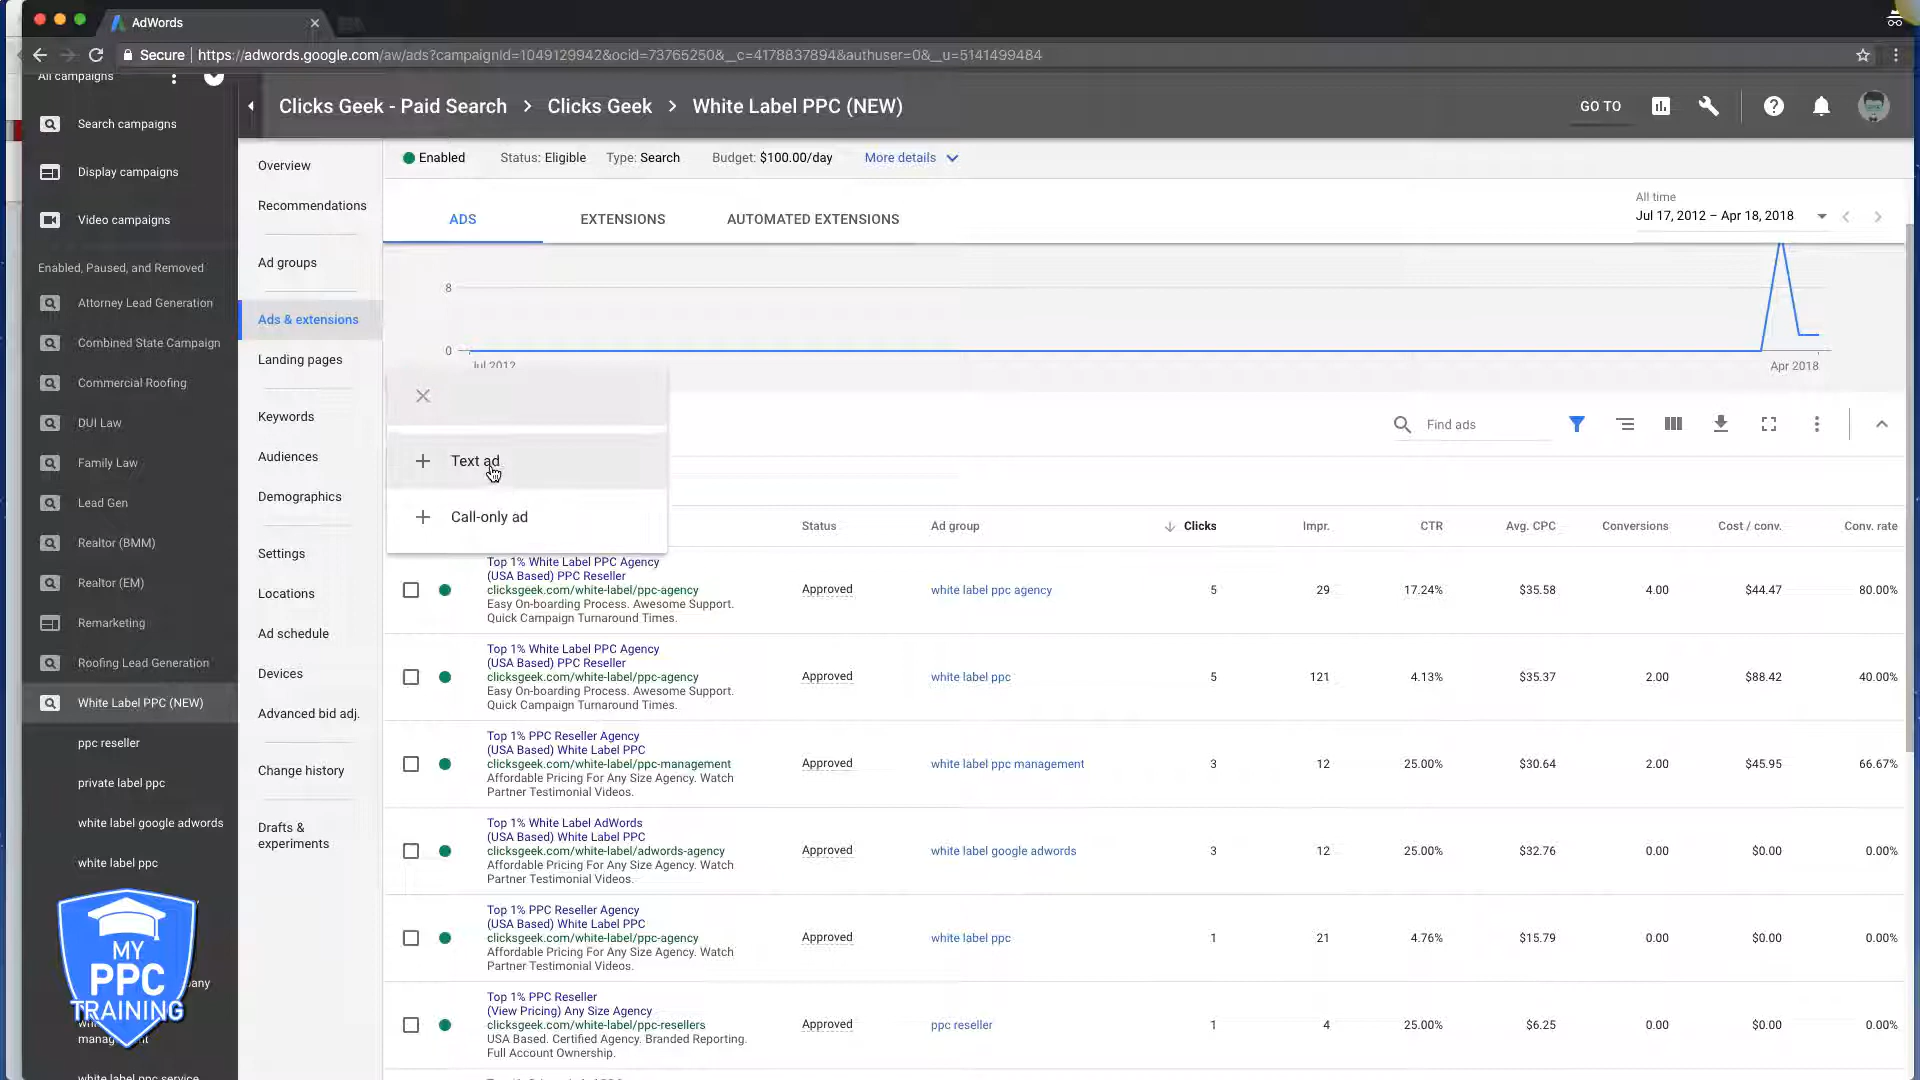 AdWords
Secure
https://adwords.google.com/aw/ads?campaignId=1049129942&ocid=73765250&__c=4178837894&authuser=0&__u=5141499484
All campaigns
Search campaigns
Display campaigns
Video campaigns
Enabled, Paused, and Removed
Attorney Lead Generation
Combined State Campaign
Commercial Roofing
DUI Law
Family Law
Lead Gen
Realtor (BMM)
Realtor (EM)
Remarketing
Roofing Lead Generation
White Label PPC (NEW)
ppc reseller
private label ppc
white label google adwords
white label ppc
white label ppc service
MY
PPC
TRAINING
Clicks Geek - Paid Search > Clicks Geek > White Label PPC (NEW)
GO TO
Overview
Recommendations
Ad groups
Ads & extensions
Landing pages
Keywords
Audiences
Demographics
Settings
Locations
Ad schedule
Devices
Advanced bid adj.
Change history
Drafts &
experiments
Enabled
Status: Eligible
Type: Search
Budget: $100.00/day
More details
ADS
EXTENSIONS
AUTOMATED EXTENSIONS
All time
Jul 17, 2012 – Apr 18, 2018
8
0
Jul 2012
Apr 2018
Text ad
Call-only ad
Find ads
Status
Ad group
Clicks
Impr.
CTR
Avg. CPC
Conversions
Cost / conv.
Conv. rate
Top 1% White Label PPC Agency
(USA Based) PPC Reseller
clicksgeek.com/white-label/ppc-agency
Easy On-boarding Process. Awesome Support.
Quick Campaign Turnaround Times.
Approved
white label ppc agency
5
29
17.24%
$35.58
4.00
$44.47
80.00%
Top 1% White Label PPC Agency
(USA Based) PPC Reseller
clicksgeek.com/white-label/ppc-agency
Easy On-boarding Process. Awesome Support.
Quick Campaign Turnaround Times.
Approved
white label ppc
5
121
4.13%
$35.37
2.00
$88.42
40.00%
Top 1% PPC Reseller Agency
(USA Based) White Label PPC
clicksgeek.com/white-label/ppc-management
Affordable Pricing For Any Size Agency. Watch
Partner Testimonial Videos.
Approved
white label ppc management
3
12
25.00%
$30.64
2.00
$45.95
66.67%
Top 1% White Label AdWords
(USA Based) White Label PPC
clicksgeek.com/white-label/adwords-agency
Affordable Pricing For Any Size Agency. Watch
Partner Testimonial Videos.
Approved
white label google adwords
3
12
25.00%
$32.76
0.00
$0.00
0.00%
Top 1% PPC Reseller Agency
(USA Based) White Label PPC
clicksgeek.com/white-label/ppc-agency
Affordable Pricing For Any Size Agency. Watch
Partner Testimonial Videos.
Approved
white label ppc
1
21
4.76%
$15.79
0.00
$0.00
0.00%
Top 1% PPC Reseller
(View Pricing) Any Size Agency
clicksgeek.com/white-label/ppc-resellers
USA Based. Certified Agency. Branded Reporting.
Full Account Ownership.
Approved
ppc reseller
1
4
25.00%
$6.25
0.00
$0.00
0.00%